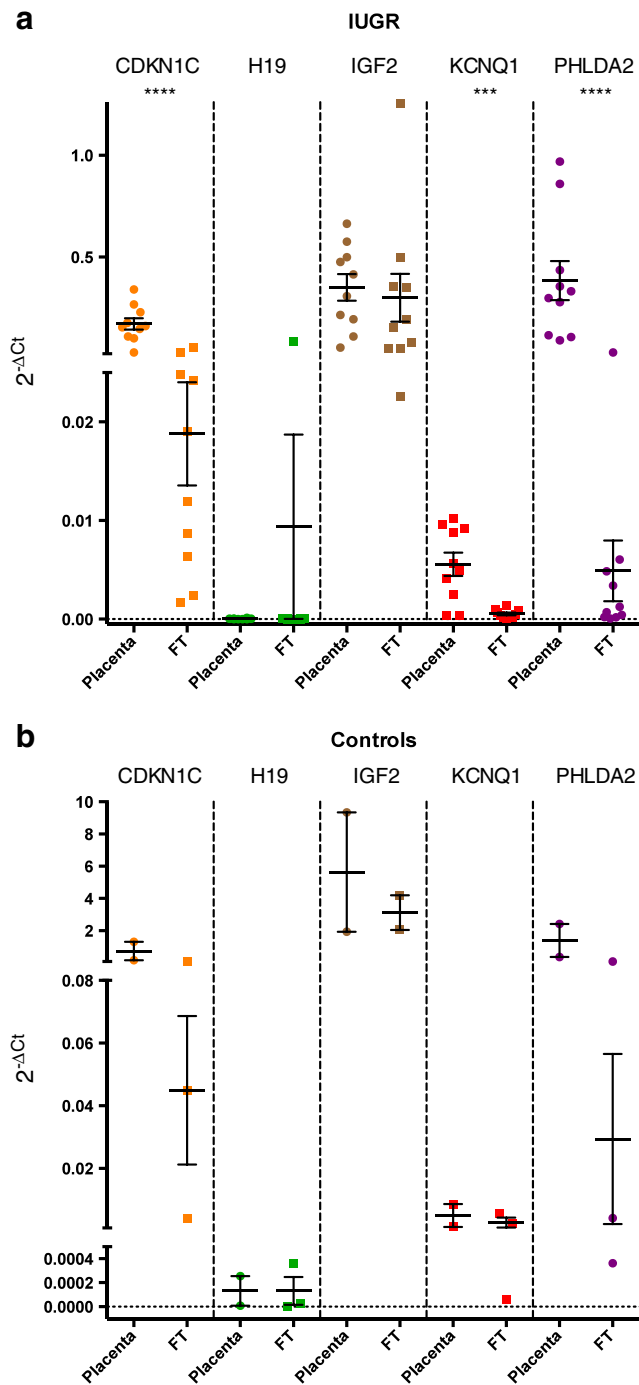 a
IUGR
CDKN1C H19 IGF2 KCNQ1 PHLDA2
**** *** ****
1.0
0.5
0.02
0.01
0.00
2-ΔCt
Placenta FT Placenta FT Placenta FT Placenta FT Placenta FT
b
Controls
CDKN1C H19 IGF2 KCNQ1 PHLDA2
10
8
6
4
2
0.08
0.06
0.04
0.02
0.0004
0.0002
0.0000
2-ΔCt
Placenta FT Placenta FT Placenta FT Placenta FT Placenta FT